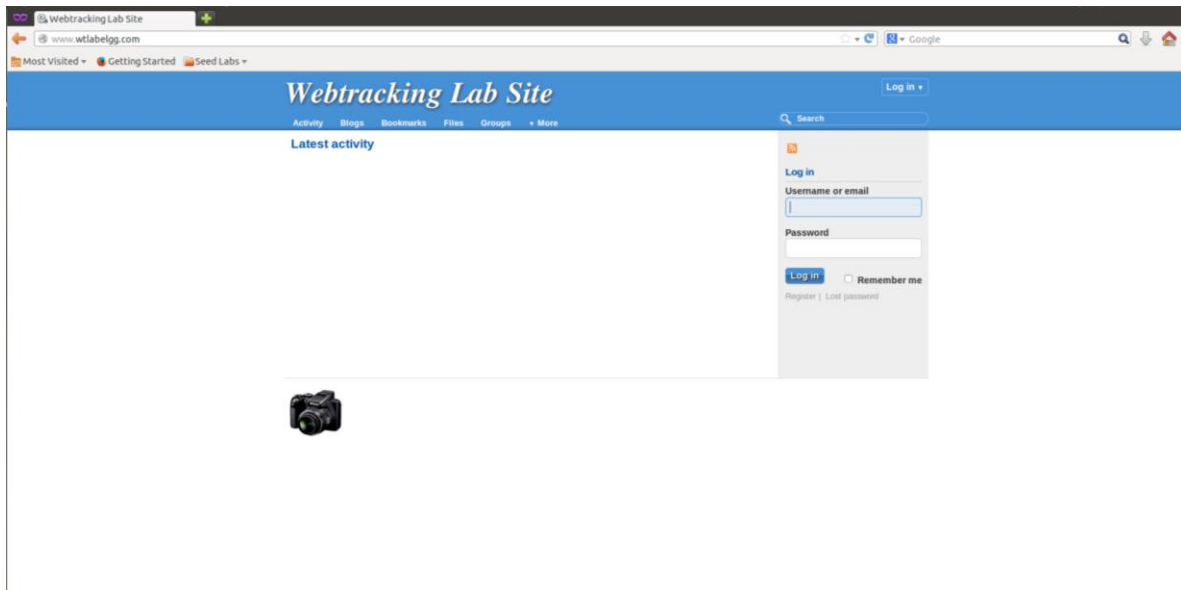 Webtracking Lab Site
www.wtlabelgg.com
Google
Most Visited
Getting Started
Seed Labs
Webtracking Lab Site
Log in
Activity Blogs Bookmarks Files Groups More
Search
Latest activity
Log in
Username or email
Password
Log in
Remember me
Register | Lost password